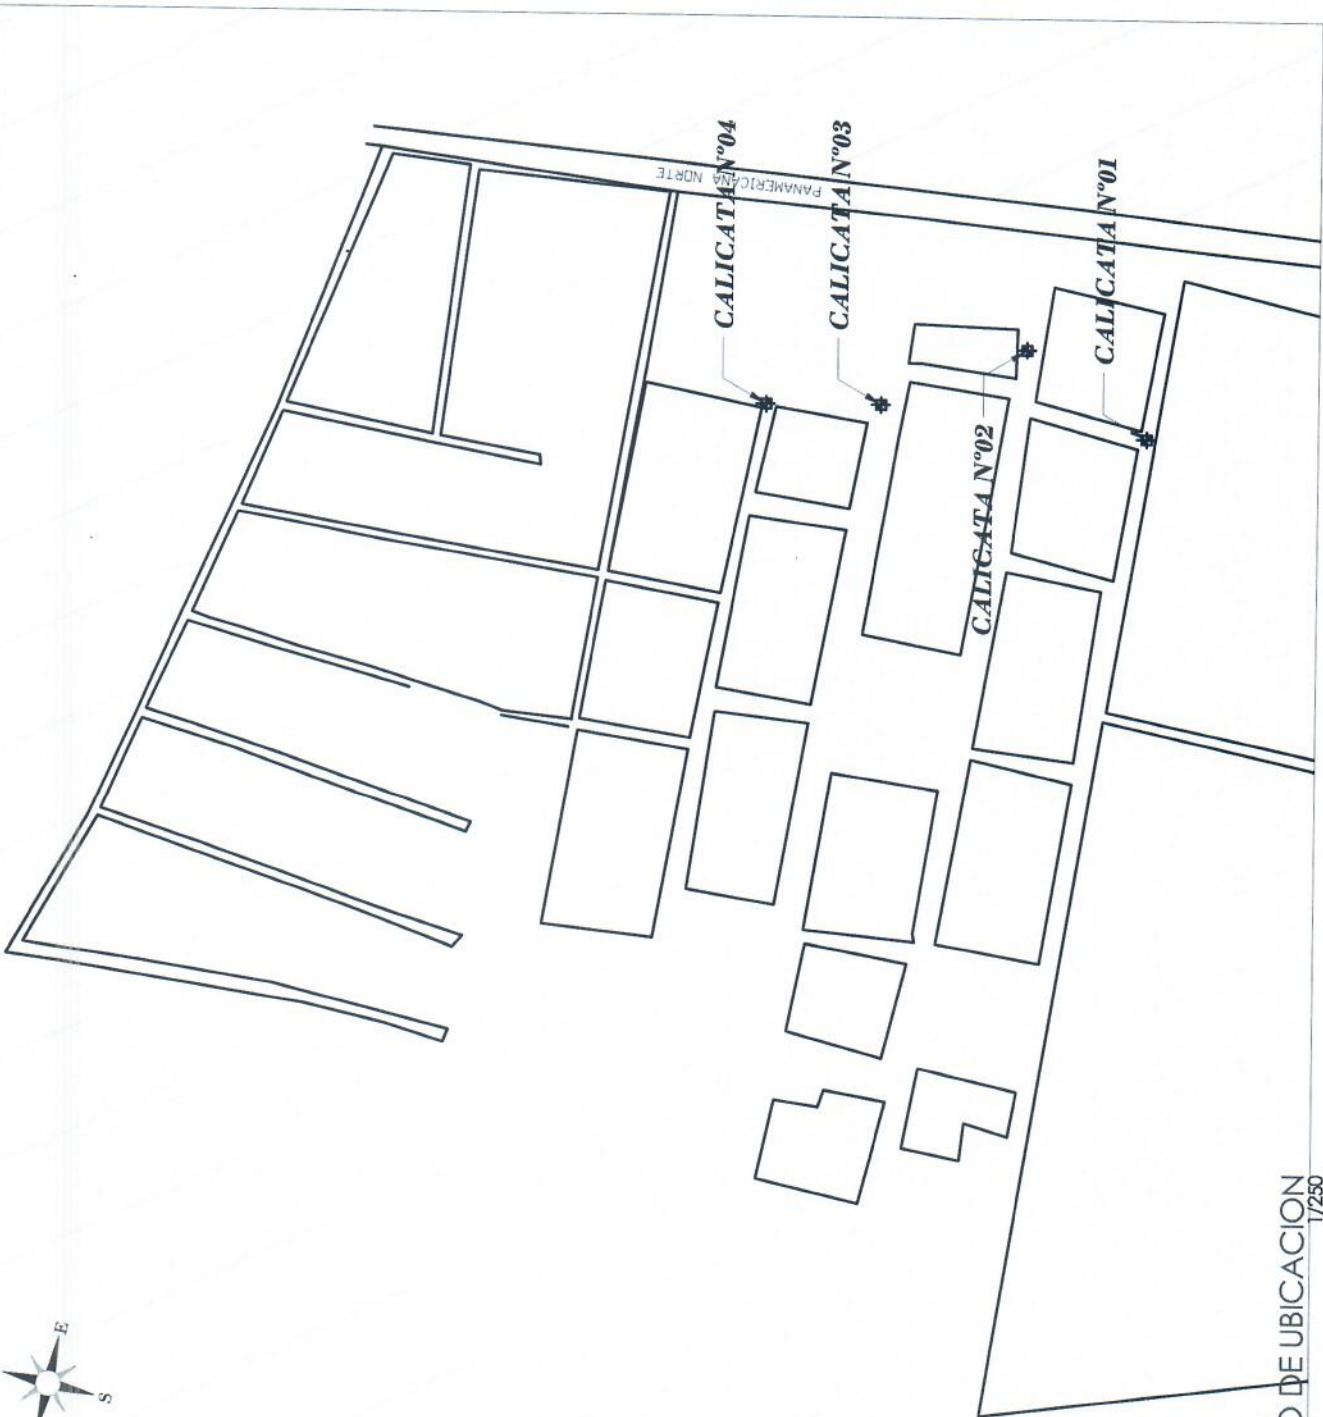 CALICATA N°04
CALICATA N°03
CALICATA N°01
PANAMERICANA NORTE
CALICATA N°02
E
S
O DE UBICACION
1/250